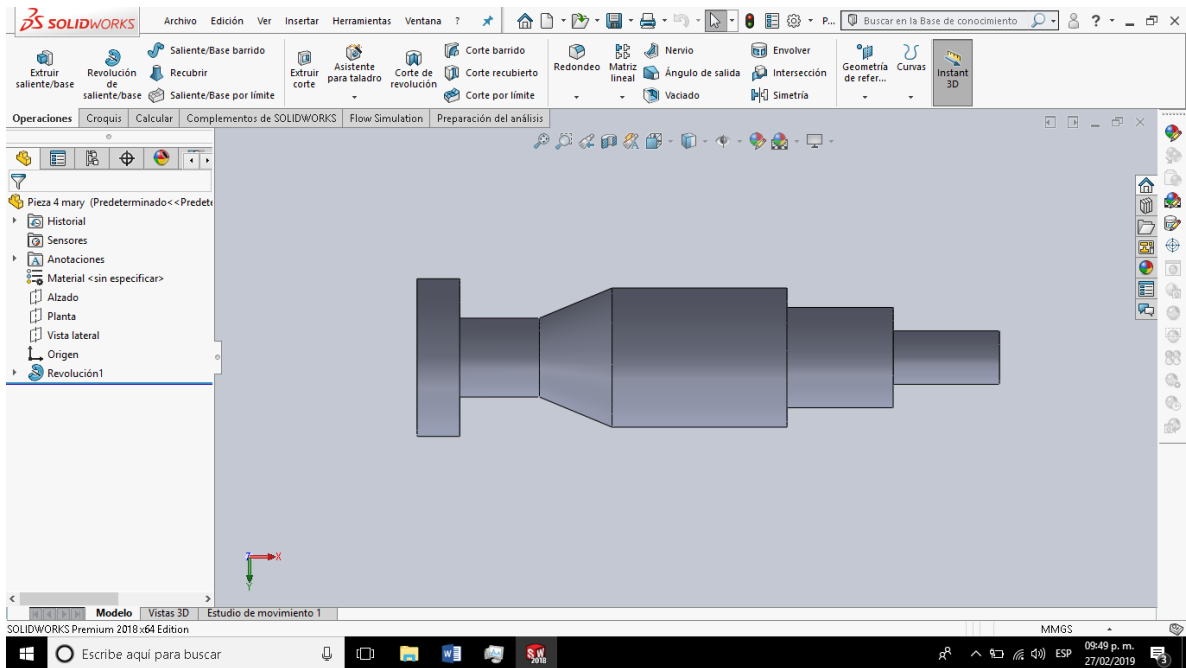 SOLIDWORKS Archivo Edición Ver Insertar Herramientas Ventana ? P... Buscar en la Base de conocimiento ?
Extruir saliente/base
Revolución de saliente/base
Saliente/Base barrido
Recubrir
Saliente/Base por límite
Extruir corte
Asistente para taladro
Corte de revolución
Corte barrido
Corte recubierto
Corte por límite
Redondeo
Matriz lineal
Nervio
Ángulo de salida
Vaciado
Envolver
Intersección
Simetría
Geometría de refer...
Curvas
Instant 3D
Operaciones Croquis Calcular Complementos de SOLIDWORKS Flow Simulation Preparación del análisis
Pieza 4 mary (Predeterminado<<Predete
Historial
Sensores
A Anotaciones
Material <sin especificar>
Alzado
Planta
Vista lateral
Origen
Revolución1
Z X
Y
Modelo Vistas 3D Estudio de movimiento 1
SOLIDWORKS Premium 2018 x64 Edition MMGS
Escribe aquí para buscar
W
SW 2018
ESP
09:49 p. m.
27/02/2019
3